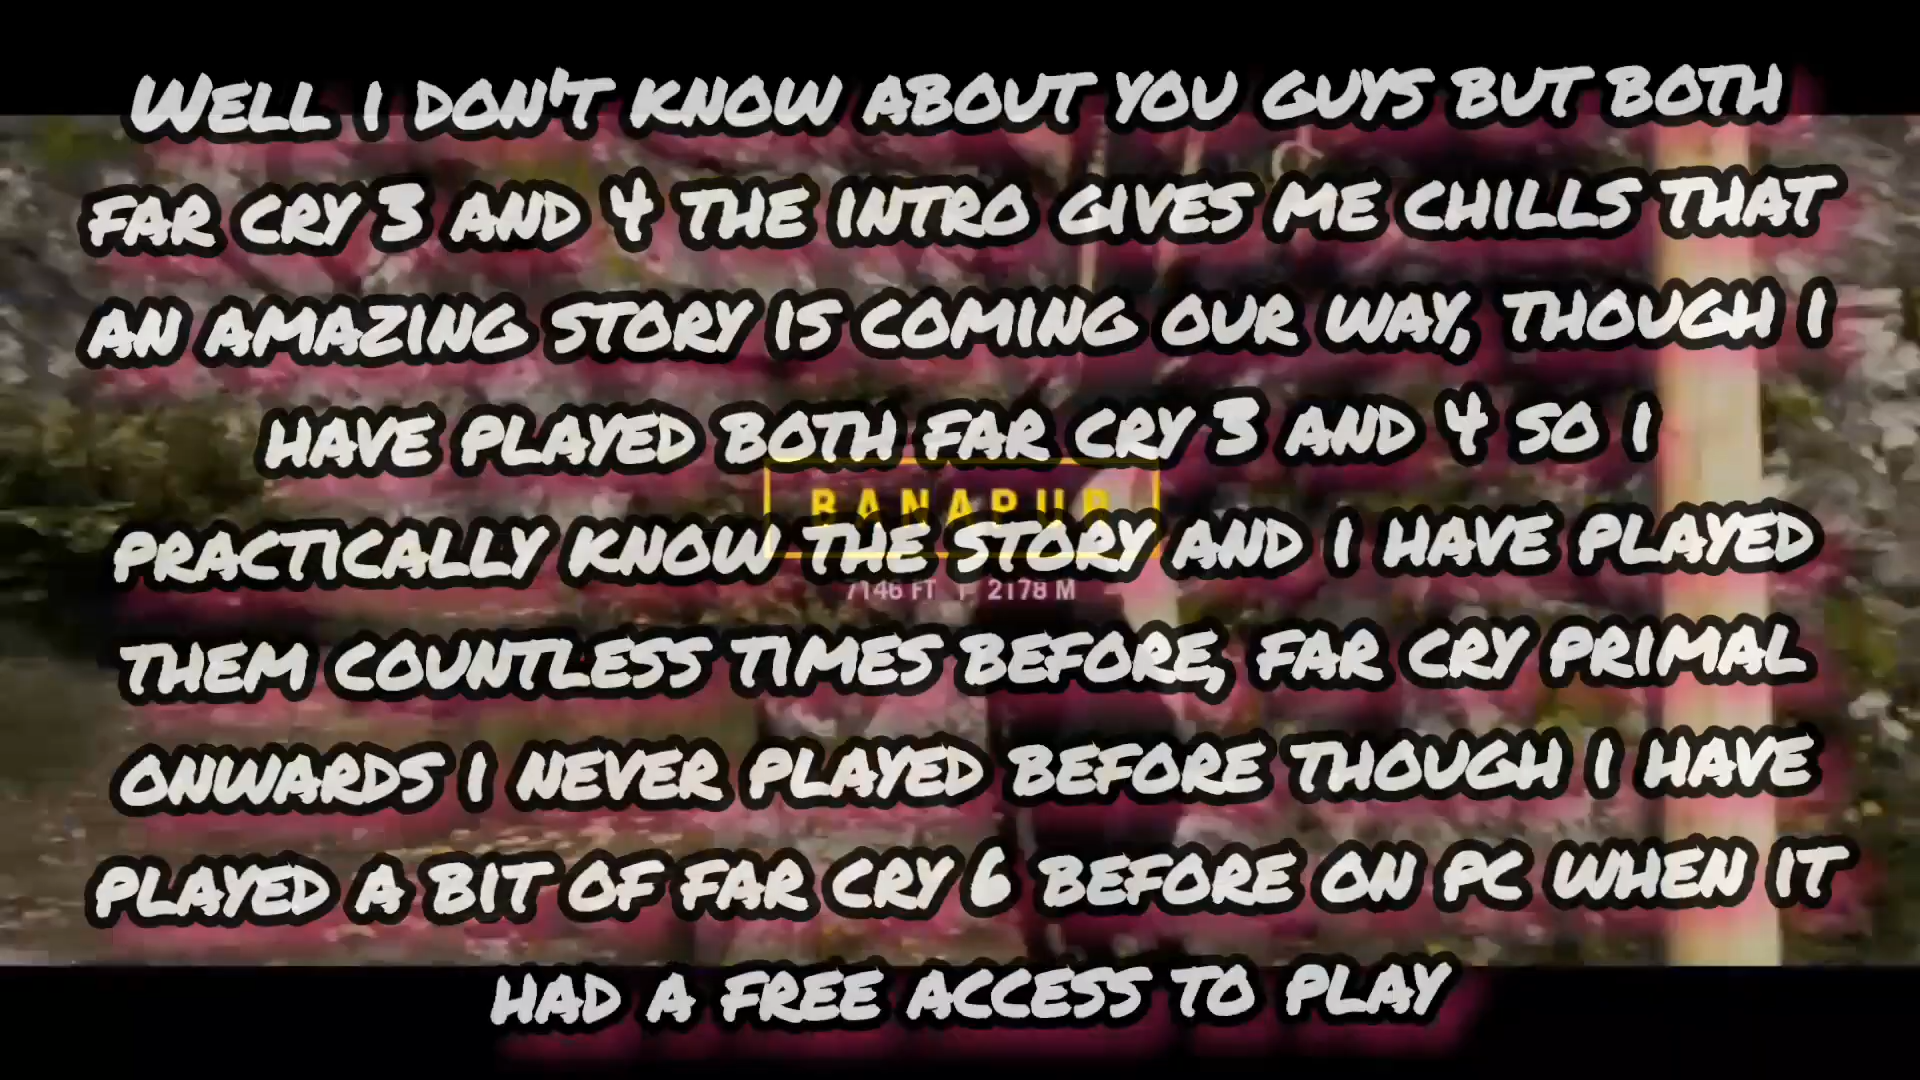 WELL I DON'T KNOW ABOUT YOU GUYS BUT BOTH
FAR CRY 3 AND 4 THE INTRO GIVES ME CHILLS THAT
AN AMAZING STORY IS COMING OUR WAY, THOUGH I
HAVE PLAYED BOTH FAR CRY 3 AND 4 SO I
BANAPUR
PRACTICALLY KNOW THE STORY AND I HAVE PLAYED
7146 FT | 2178 M
THEM COUNTLESS TIMES BEFORE, FAR CRY PRIMAL
ONWARDS I NEVER PLAYED BEFORE THOUGH I HAVE
PLAYED A BIT OF FAR CRY 6 BEFORE ON PC WHEN IT
HAD A FREE ACCESS TO PLAY